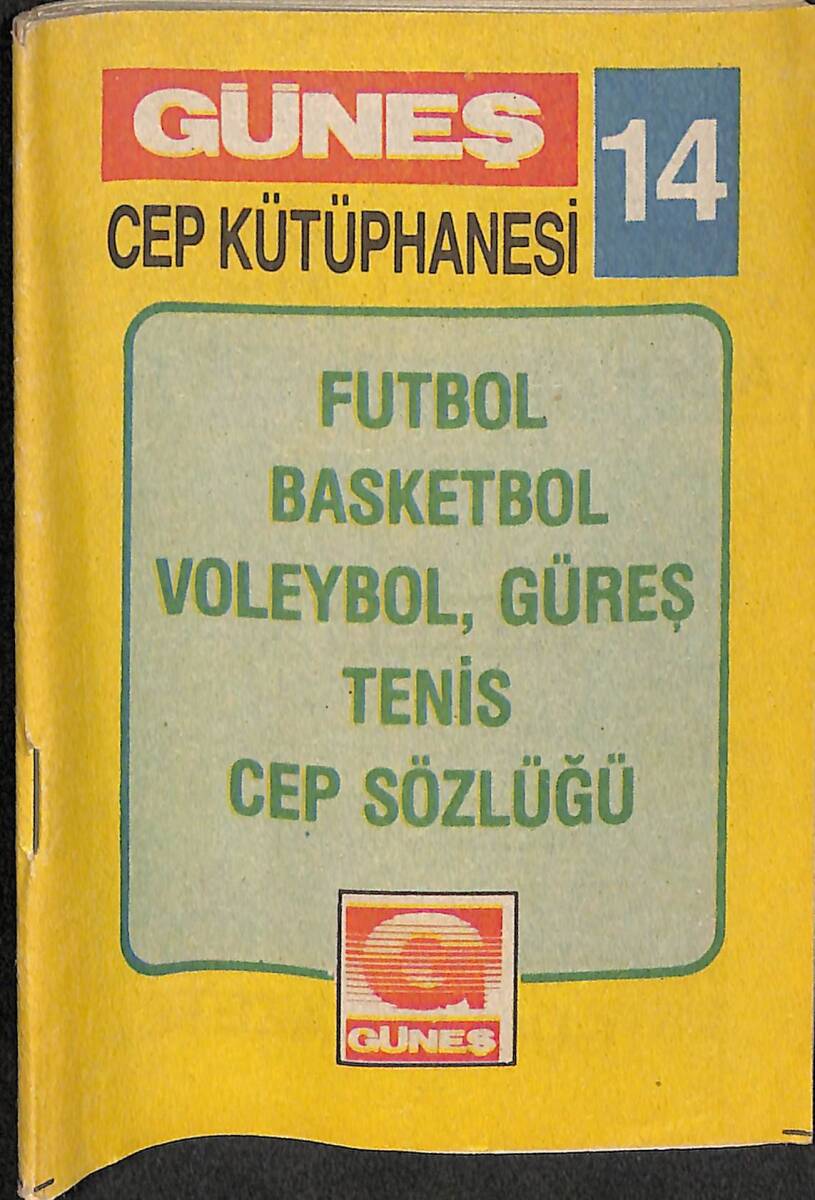 GÜNEŞ
14
CEP KÜTÜPHANESİ
FUTBOL
BASKETBOL
VOLEYBOL, GÜREŞ
TENİS
CEP SÖZLÜĞÜ
GÜNEŞ